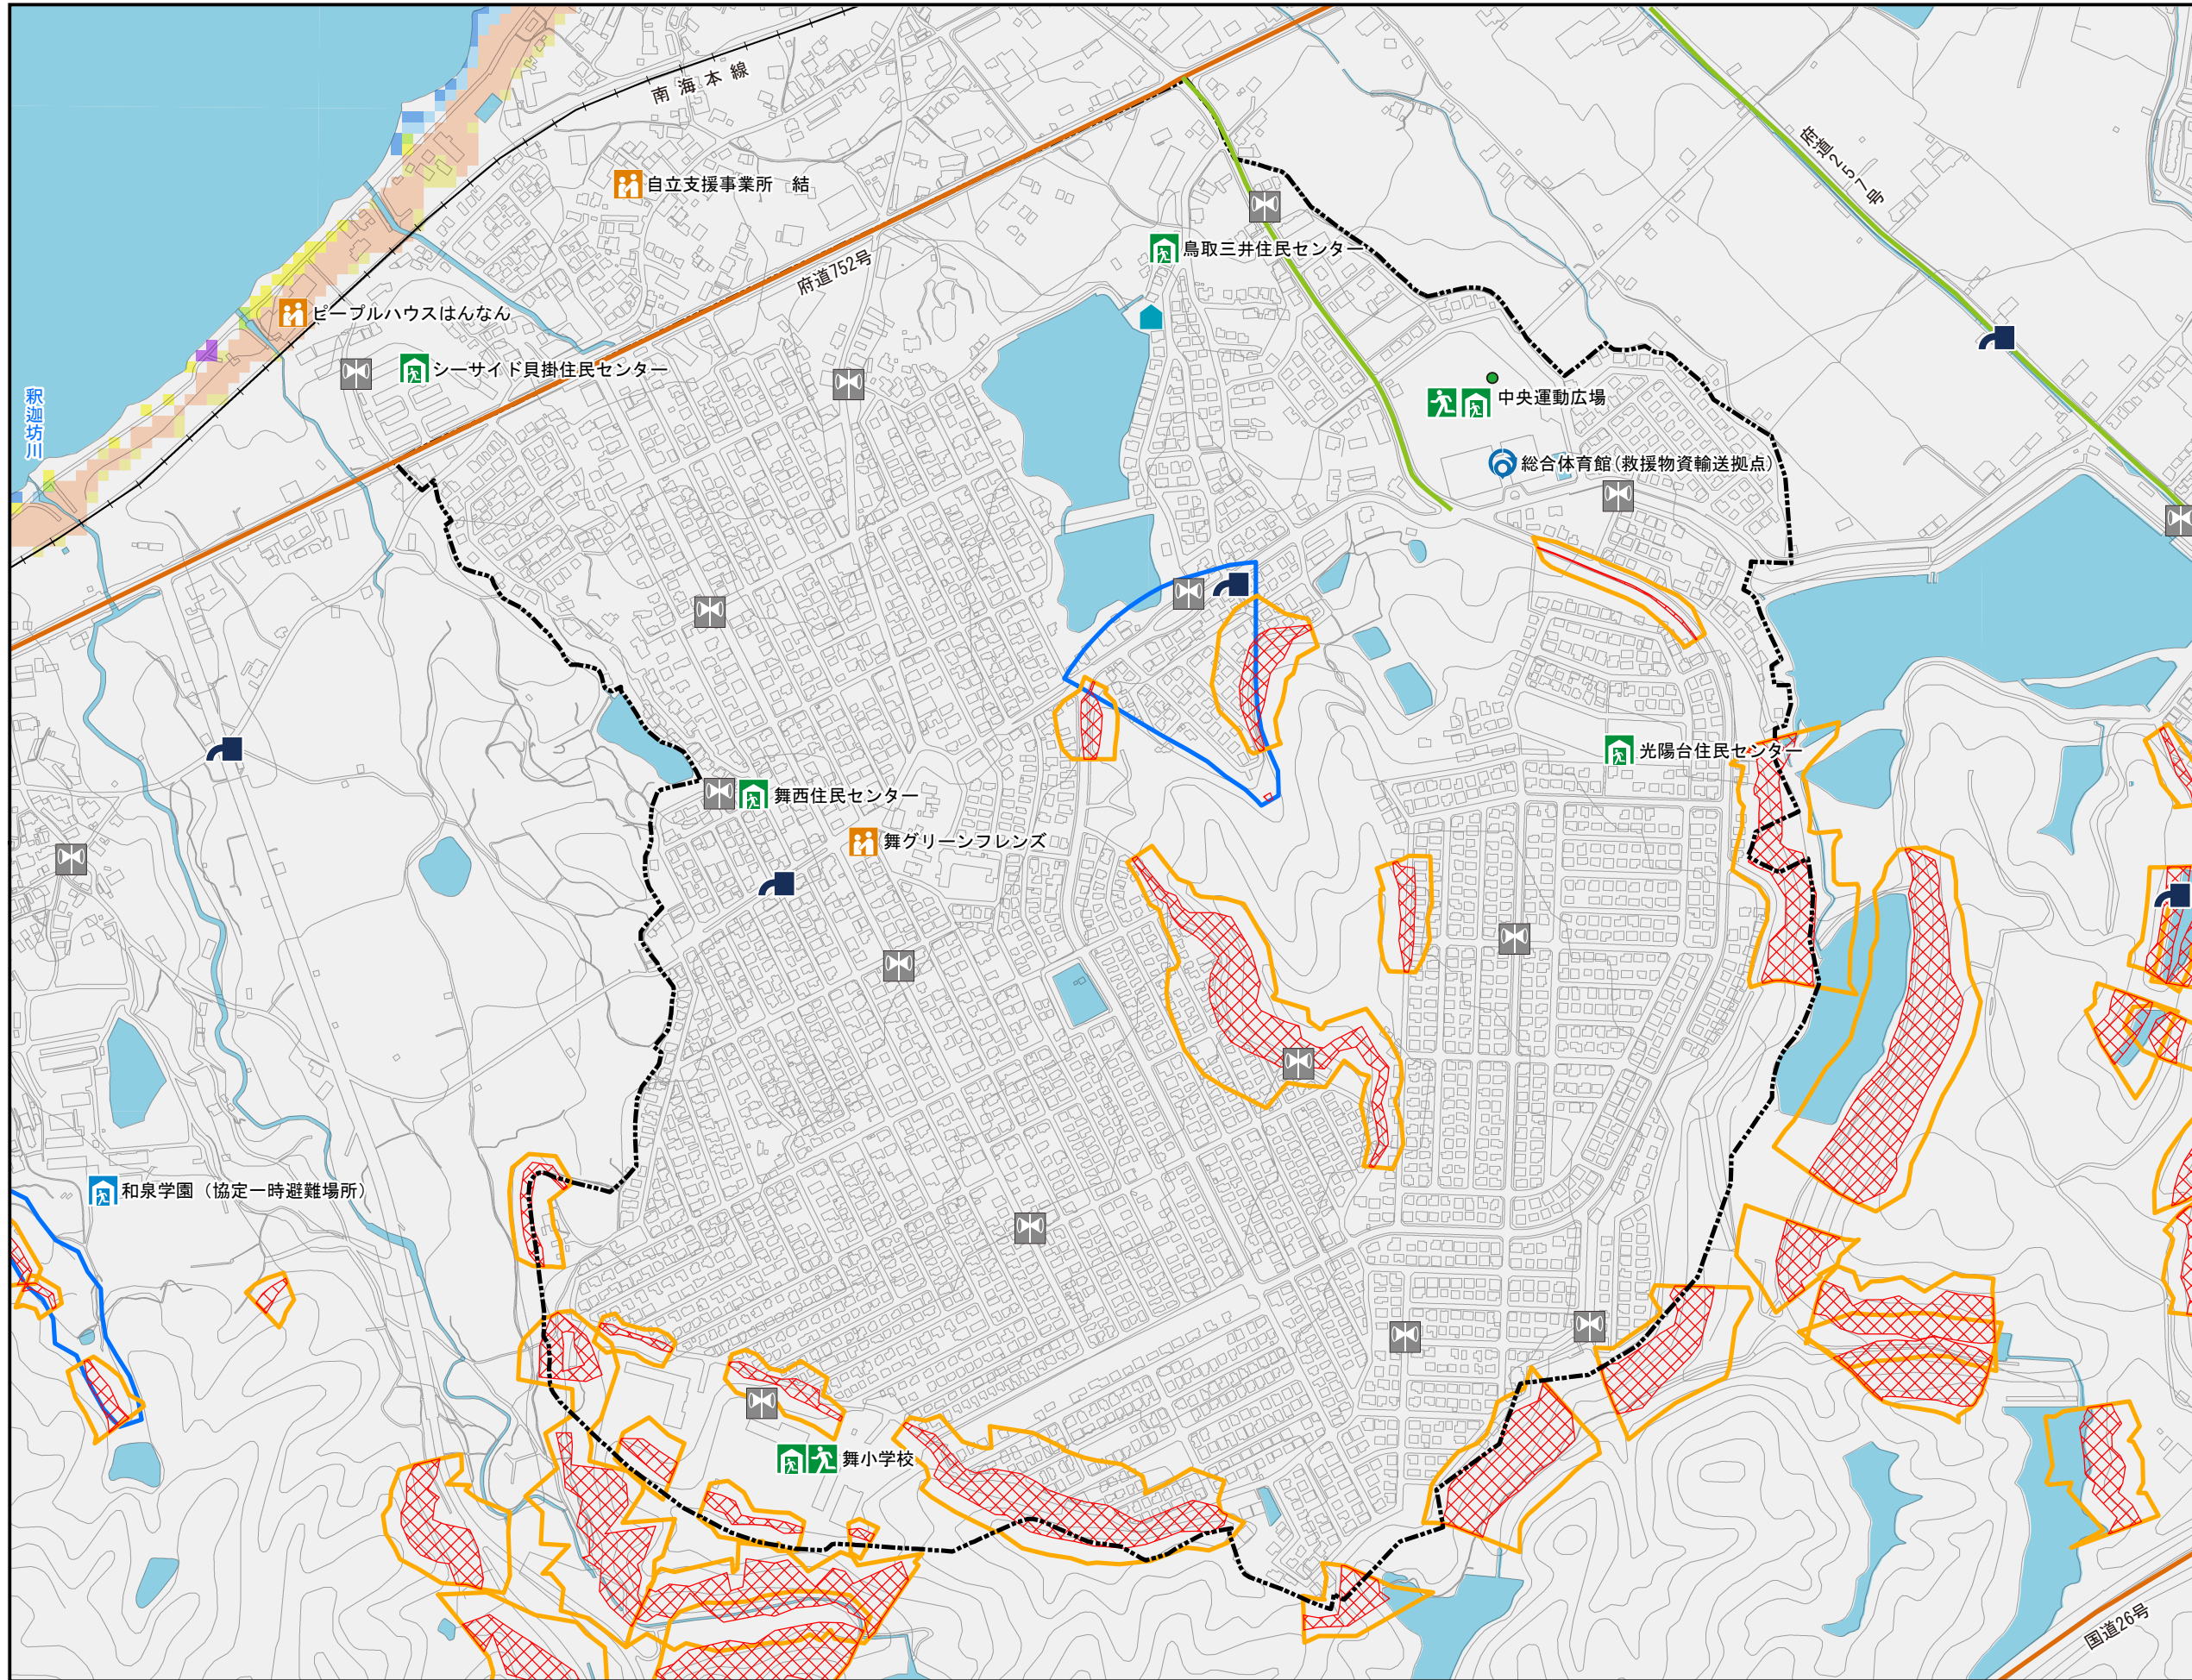 南海本線
府道257号
自立支援事業所　結
鳥取三井住民センター
府道752号
ピープルハウスはんなん
シーサイド貝掛住民センター
釈迦坊川
中央運動広場
総合体育館(救援物資輸送拠点)
光陽台住民センター
舞西住民センター
舞グリーンフレンズ
和泉学園（協定一時避難場所）
舞小学校
国道26号